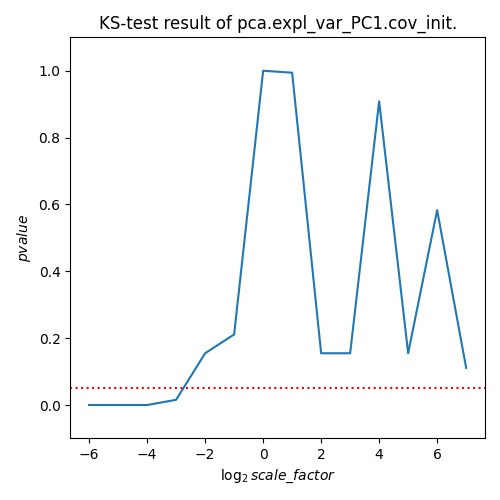 KS-test result of pca.expl_var_PC1.cov_init.
1.0
0.8
0.6
0.4
0.2
0.0
pvalue
−6 −4 −2 0 2 4 6
log₂ scale_factor